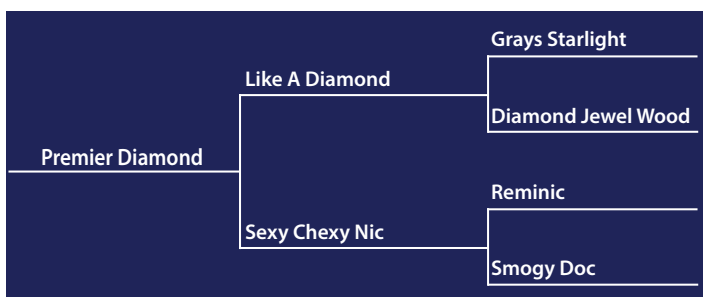 Grays Starlight
Like A Diamond
Diamond Jewel Wood
Premier Diamond
Reminic
Sexy Chexy Nic
Smogy Doc